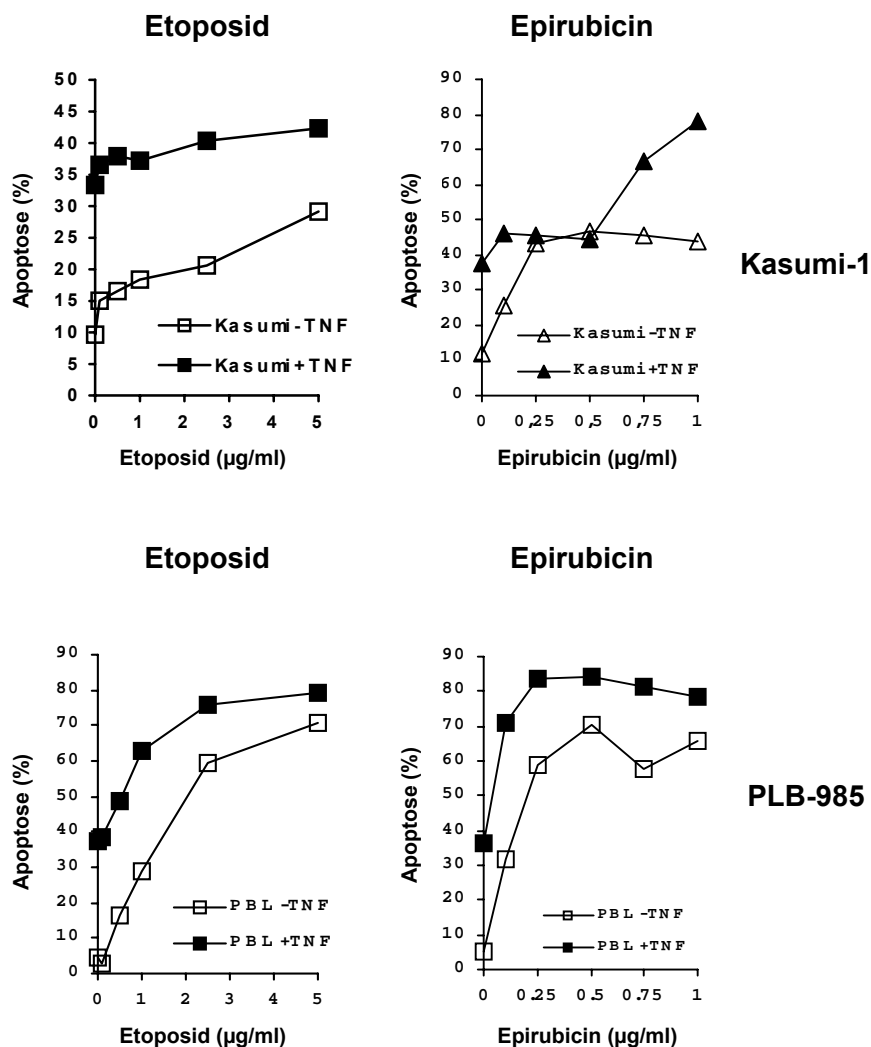 Etoposid
Epirubicin
50
45
40
35
30
25
20
15
10
5
0
Apoptose (%)
Kasumi-TNF
Kasumi+TNF
0 1 2 3 4 5
Etoposid (µg/ml)
90
80
70
60
50
40
30
20
10
0
Apoptose (%)
Kasumi-TNF
Kasumi+TNF
0 0,25 0,5 0,75 1
Epirubicin (µg/ml)
Kasumi-1
Etoposid
Epirubicin
90
80
70
60
50
40
30
20
10
0
Apoptose (%)
PBL-TNF
PBL+TNF
0 1 2 3 4 5
Etoposid (µg/ml)
90
80
70
60
50
40
30
20
10
0
Apoptose (%)
PBL-TNF
PBL+TNF
0 0.25 0.5 0.75 1
Epirubicin (µg/ml)
PLB-985